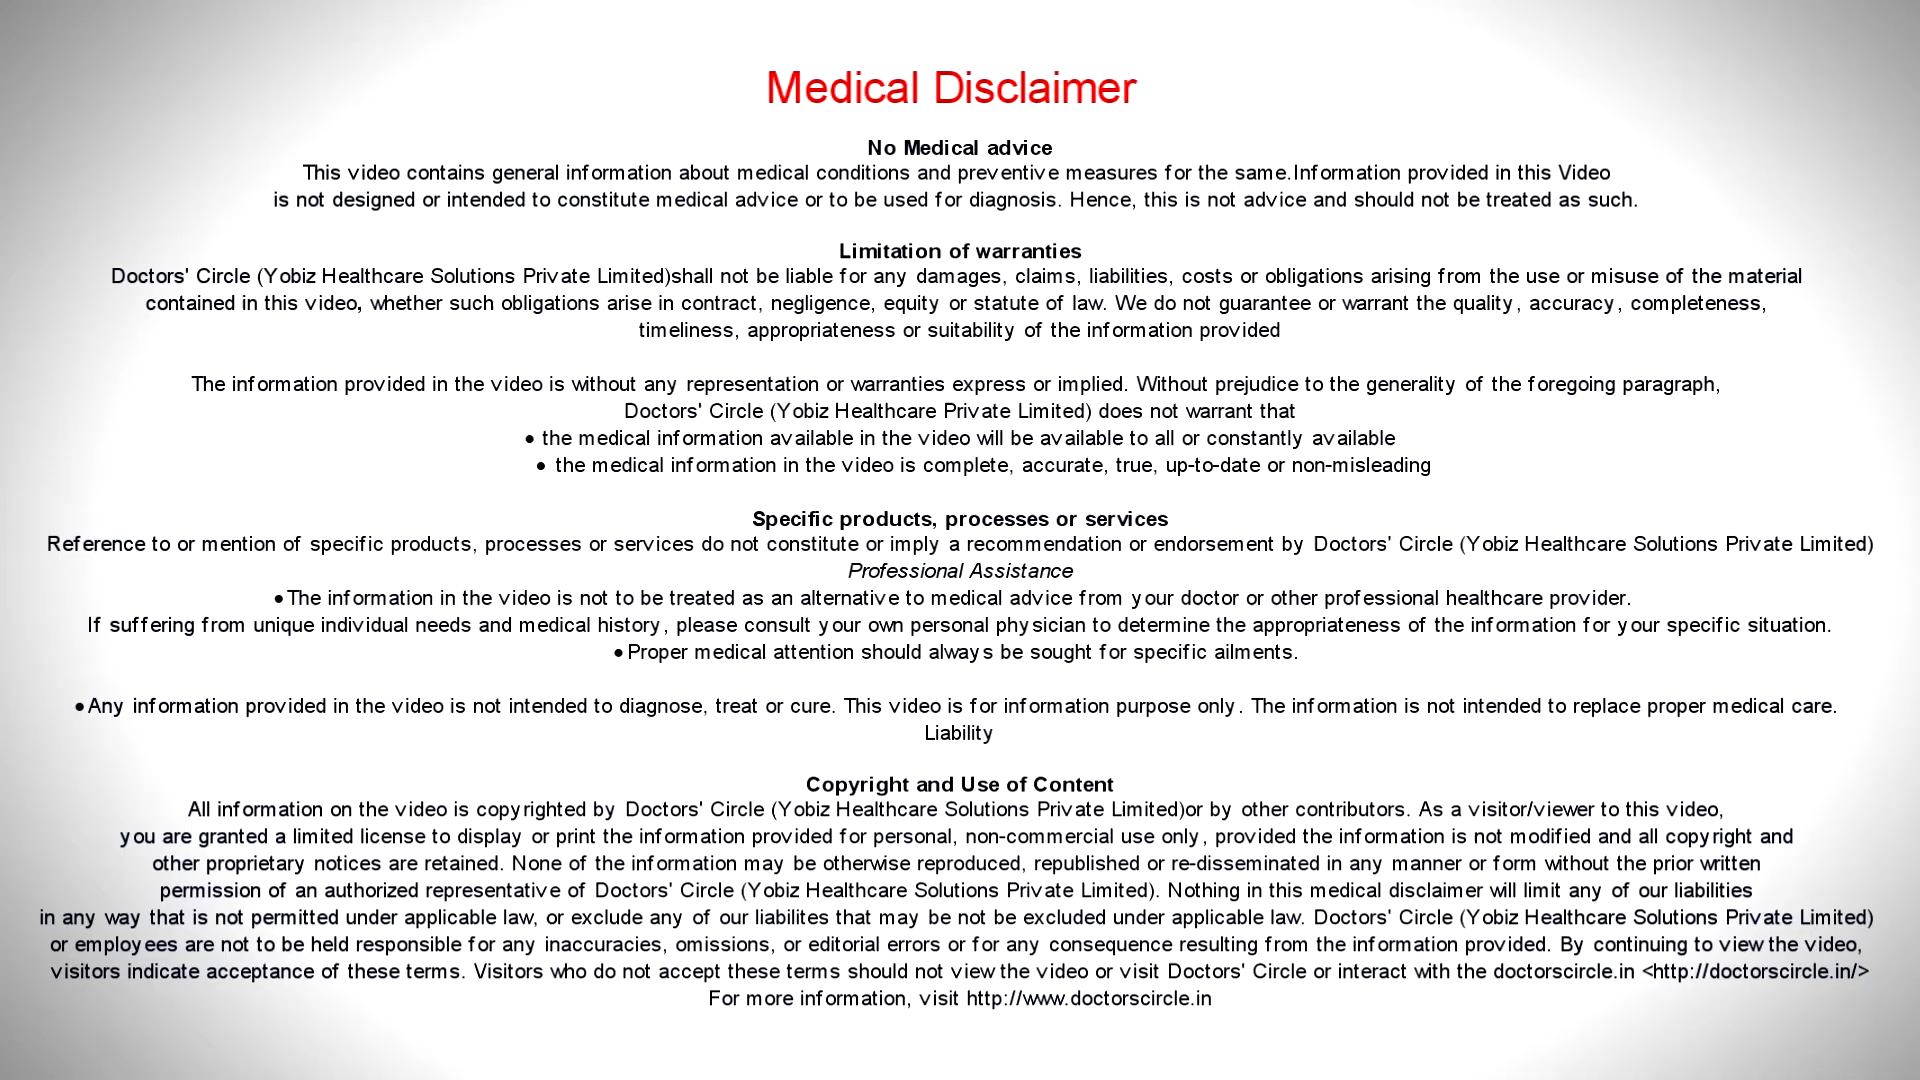 Medical Disclaimer
No Medical advice
This video contains general information about medical conditions and preventive measures for the same.Information provided in this Video
is not designed or intended to constitute medical advice or to be used for diagnosis. Hence, this is not advice and should not be treated as such.
Limitation of warranties
Doctors' Circle (Yobiz Healthcare Solutions Private Limited)shall not be liable for any damages, claims, liabilities, costs or obligations arising from the use or misuse of the material
contained in this video, whether such obligations arise in contract, negligence, equity or statute of law. We do not guarantee or warrant the quality, accuracy, completeness,
timeliness, appropriateness or suitability of the information provided
The information provided in the video is without any representation or warranties express or implied. Without prejudice to the generality of the foregoing paragraph,
Doctors' Circle (Yobiz Healthcare Private Limited) does not warrant that
• the medical information available in the video will be available to all or constantly available
• the medical information in the video is complete, accurate, true, up-to-date or non-misleading
Specific products, processes or services
Reference to or mention of specific products, processes or services do not constitute or imply a recommendation or endorsement by Doctors' Circle (Yobiz Healthcare Solutions Private Limited)
Professional Assistance
•The information in the video is not to be treated as an alternative to medical advice from your doctor or other professional healthcare provider.
If suffering from unique individual needs and medical history, please consult your own personal physician to determine the appropriateness of the information for your specific situation.
•Proper medical attention should always be sought for specific ailments.
•Any information provided in the video is not intended to diagnose, treat or cure. This video is for information purpose only. The information is not intended to replace proper medical care.
Liability
Copyright and Use of Content
All information on the video is copyrighted by Doctors' Circle (Yobiz Healthcare Solutions Private Limited)or by other contributors. As a visitor/viewer to this video,
you are granted a limited license to display or print the information provided for personal, non-commercial use only, provided the information is not modified and all copyright and
other proprietary notices are retained. None of the information may be otherwise reproduced, republished or re-disseminated in any manner or form without the prior written
permission of an authorized representative of Doctors' Circle (Yobiz Healthcare Solutions Private Limited). Nothing in this medical disclaimer will limit any of our liabilities
in any way that is not permitted under applicable law, or exclude any of our liabilites that may be not be excluded under applicable law. Doctors' Circle (Yobiz Healthcare Solutions Private Limited)
or employees are not to be held responsible for any inaccuracies, omissions, or editorial errors or for any consequence resulting from the information provided. By continuing to view the video,
visitors indicate acceptance of these terms. Visitors who do not accept these terms should not view the video or visit Doctors' Circle or interact with the doctorscircle.in <http://doctorscircle.in/>
For more information, visit http://www.doctorscircle.in